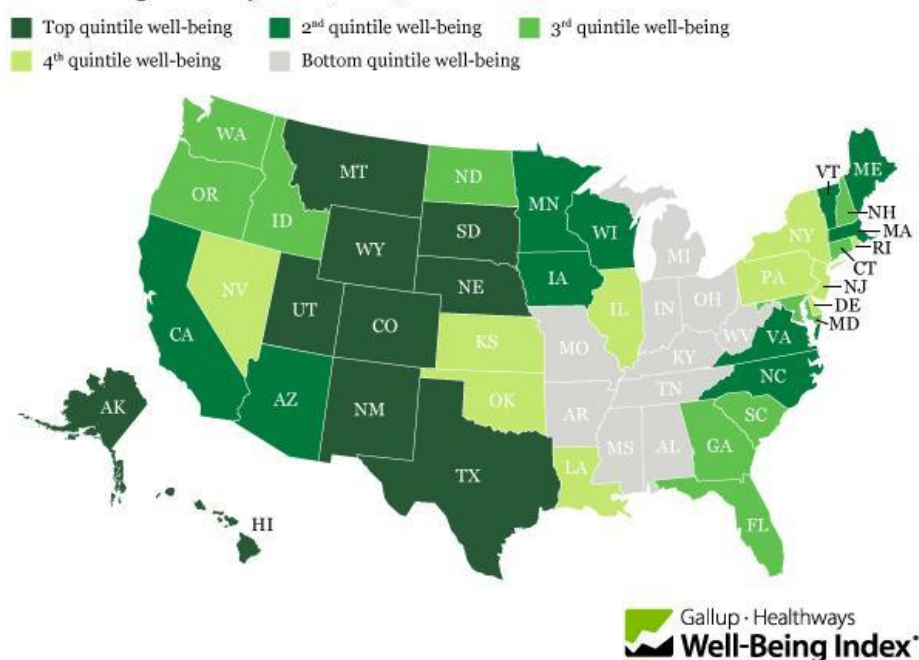 Top quintile well-being
2nd quintile well-being
3rd quintile well-being
4th quintile well-being
Bottom quintile well-being
WA
MT
ND
MN
VT
ME
OR
ID
SD
WI
NH
MA
WY
NY
RI
MI
CT
NE
IA
PA
NJ
NV
UT
CO
IL
IN
OH
DE
MD
CA
KS
MO
WV
VA
KY
AZ
NM
OK
TN
NC
AK
AR
SC
MS
AL
GA
TX
LA
HI
FL
Gallup · Healthways
Well-Being Index